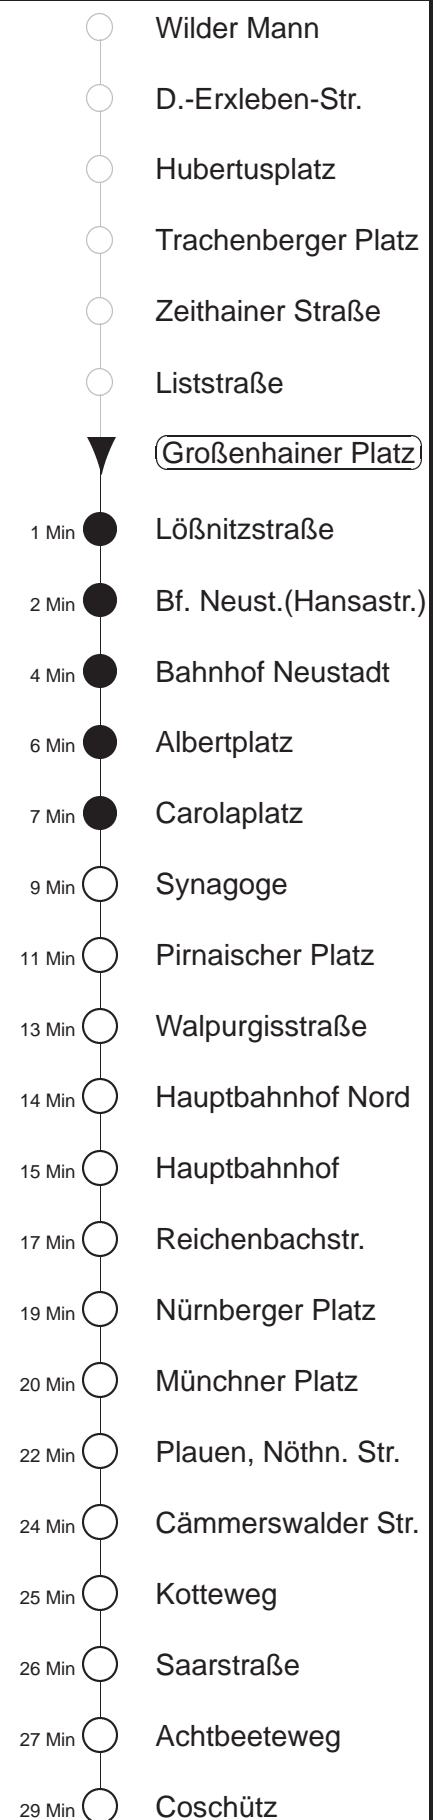 Wilder Mann
D.-Erxleben-Str.
Hubertusplatz
Trachenberger Platz
Zeithainer Straße
Liststraße
Großenhainer Platz
1 Min Lößnitzstraße
2 Min Bf. Neust.(Hansastr.)
4 Min Bahnhof Neustadt
6 Min Albertplatz
7 Min Carolaplatz
9 Min Synagoge
11 Min Pirnaischer Platz
13 Min Walpurgisstraße
14 Min Hauptbahnhof Nord
15 Min Hauptbahnhof
17 Min Reichenbachstr.
19 Min Nürnberger Platz
20 Min Münchner Platz
22 Min Plauen, Nöthn. Str.
24 Min Cämmerswalder Str.
25 Min Kotteweg
26 Min Saarstraße
27 Min Achtbeeteweg
29 Min Coschütz